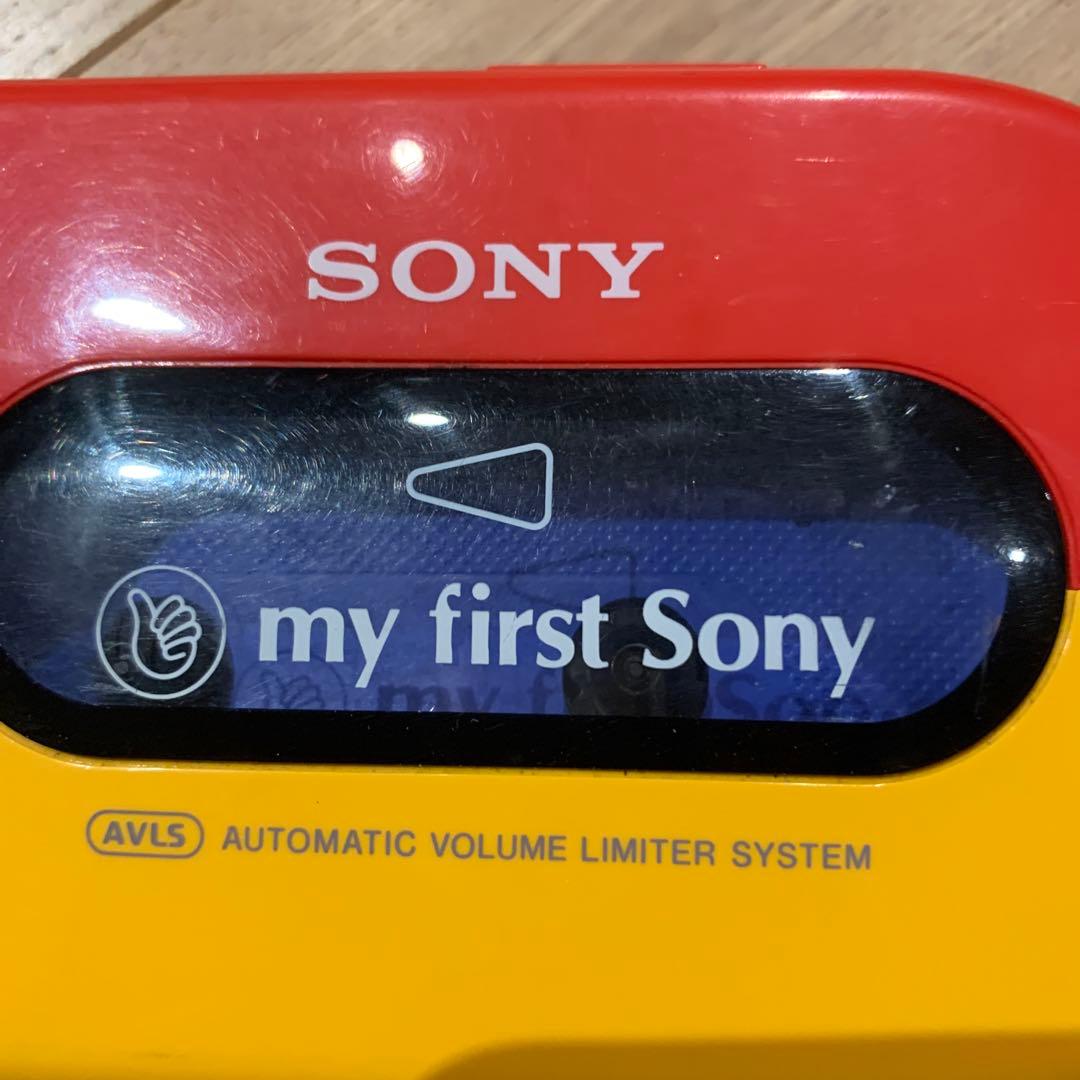 SONY
my first Sony
AVLS AUTOMATIC VOLUME LIMITER SYSTEM